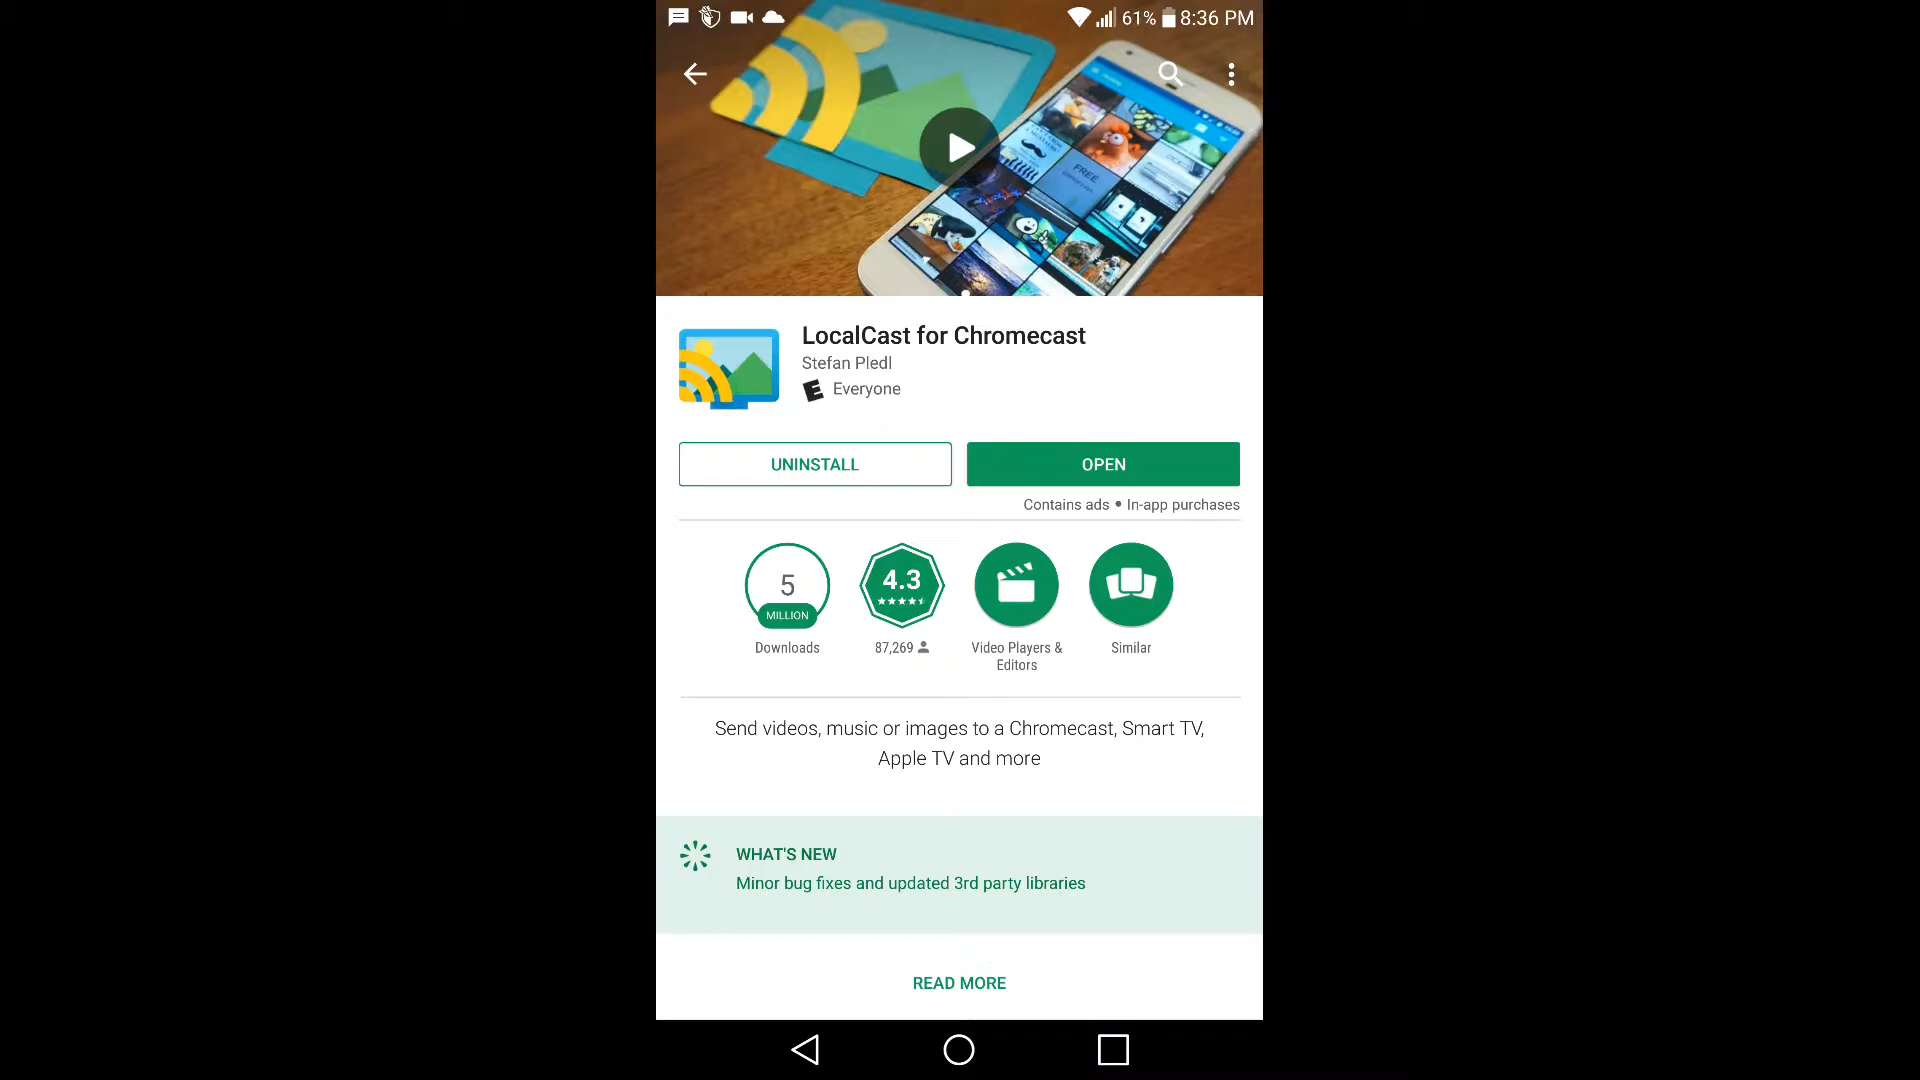 61% 8:36 PM
FREE
LocalCast for Chromecast
Stefan Pledl
E Everyone
UNINSTALL
OPEN
Contains ads • In-app purchases
5
MILLION
Downloads
4.3
87,269
Video Players &
Editors
Similar
Send videos, music or images to a Chromecast, Smart TV,
Apple TV and more
WHAT'S NEW
Minor bug fixes and updated 3rd party libraries
READ MORE